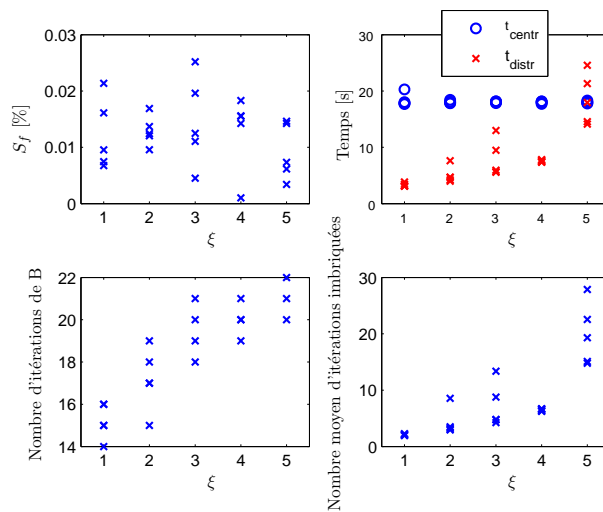 S_f [%]
0.03
0.02
0.01
0
1 2 3 4 5
ξ
t_centr
t_distr
Temps [s]
30
20
10
0
1 2 3 4 5
ξ
Nombre d'itérations de B
22
20
18
16
14
1 2 3 4 5
ξ
Nombre moyen d'itérations imbriquées
30
20
10
0
1 2 3 4 5
ξ